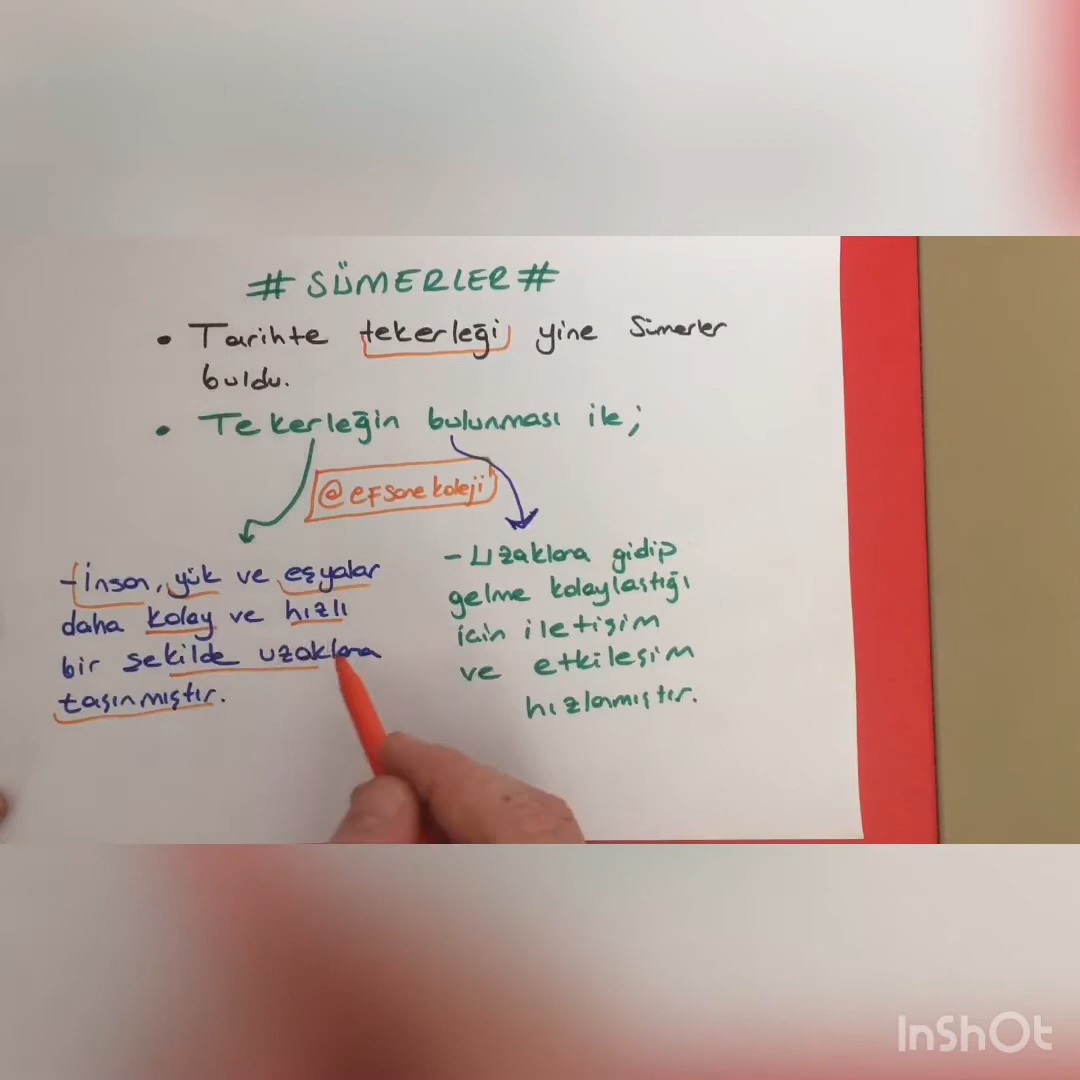 # SÜMERLER #
• Tarihte tekerleği yine Sümerler
buldu.
• Tekerleğin bulunması ile;
@efsanekoleji
-İnsan, yük ve eşyalar
daha kolay ve hızlı
bir şekilde uzaklara
taşınmıştır.
- Uzaklara gidip
gelme kolaylaştığı
için iletişim
ve etkileşim
hızlanmıştır.
InShOt